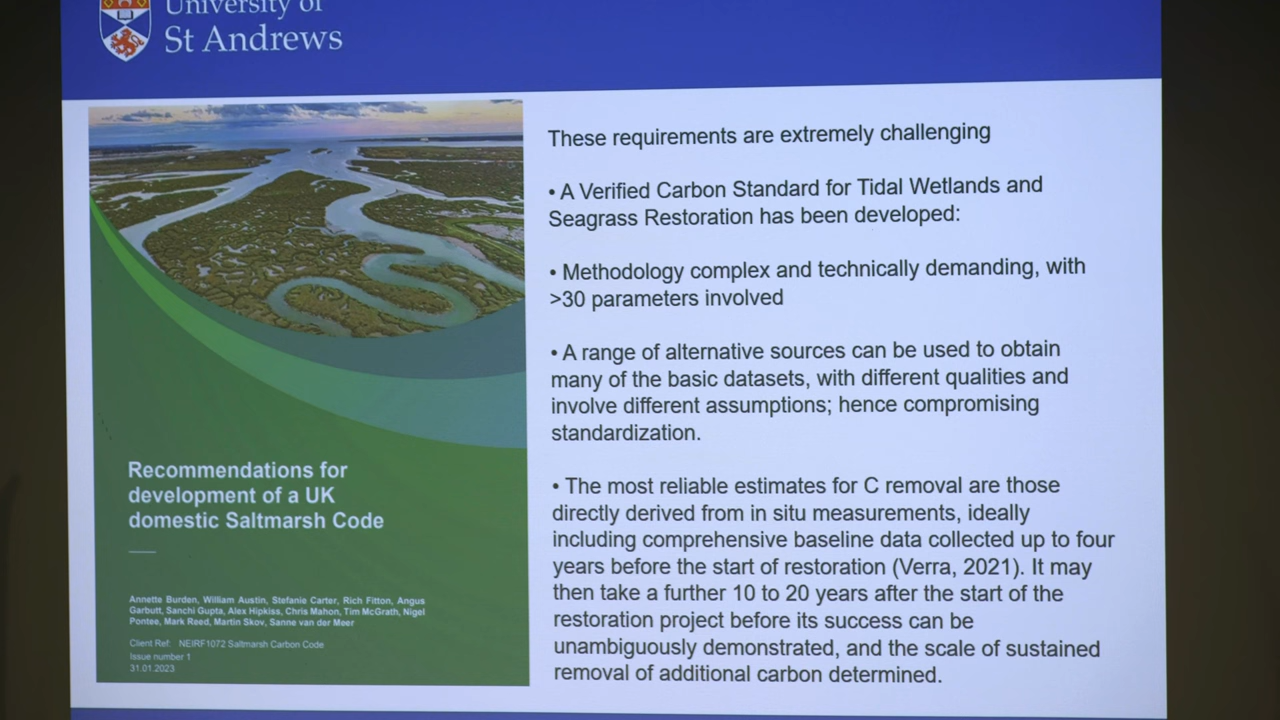 University of
St Andrews
These requirements are extremely challenging
• A Verified Carbon Standard for Tidal Wetlands and
Seagrass Restoration has been developed:
• Methodology complex and technically demanding, with
>30 parameters involved
• A range of alternative sources can be used to obtain
many of the basic datasets, with different qualities and
involve different assumptions; hence compromising
standardization.
• The most reliable estimates for C removal are those
directly derived from in situ measurements, ideally
including comprehensive baseline data collected up to four
years before the start of restoration (Verra, 2021). It may
then take a further 10 to 20 years after the start of the
restoration project before its success can be
unambiguously demonstrated, and the scale of sustained
removal of additional carbon determined.
Recommendations for
development of a UK
domestic Saltmarsh Code
Annette Burden, William Austin, Stefanie Carter, Rich Fitton, Angus
Garbutt, Sanchi Gupta, Alex Hipkiss, Chris Mahon, Tim McGrath, Nigel
Pontee, Mark Reed, Martin Skov, Sanne van der Meer
Client Ref: NEIRF1072 Saltmarsh Carbon Code
Issue number 1
31.01.2023